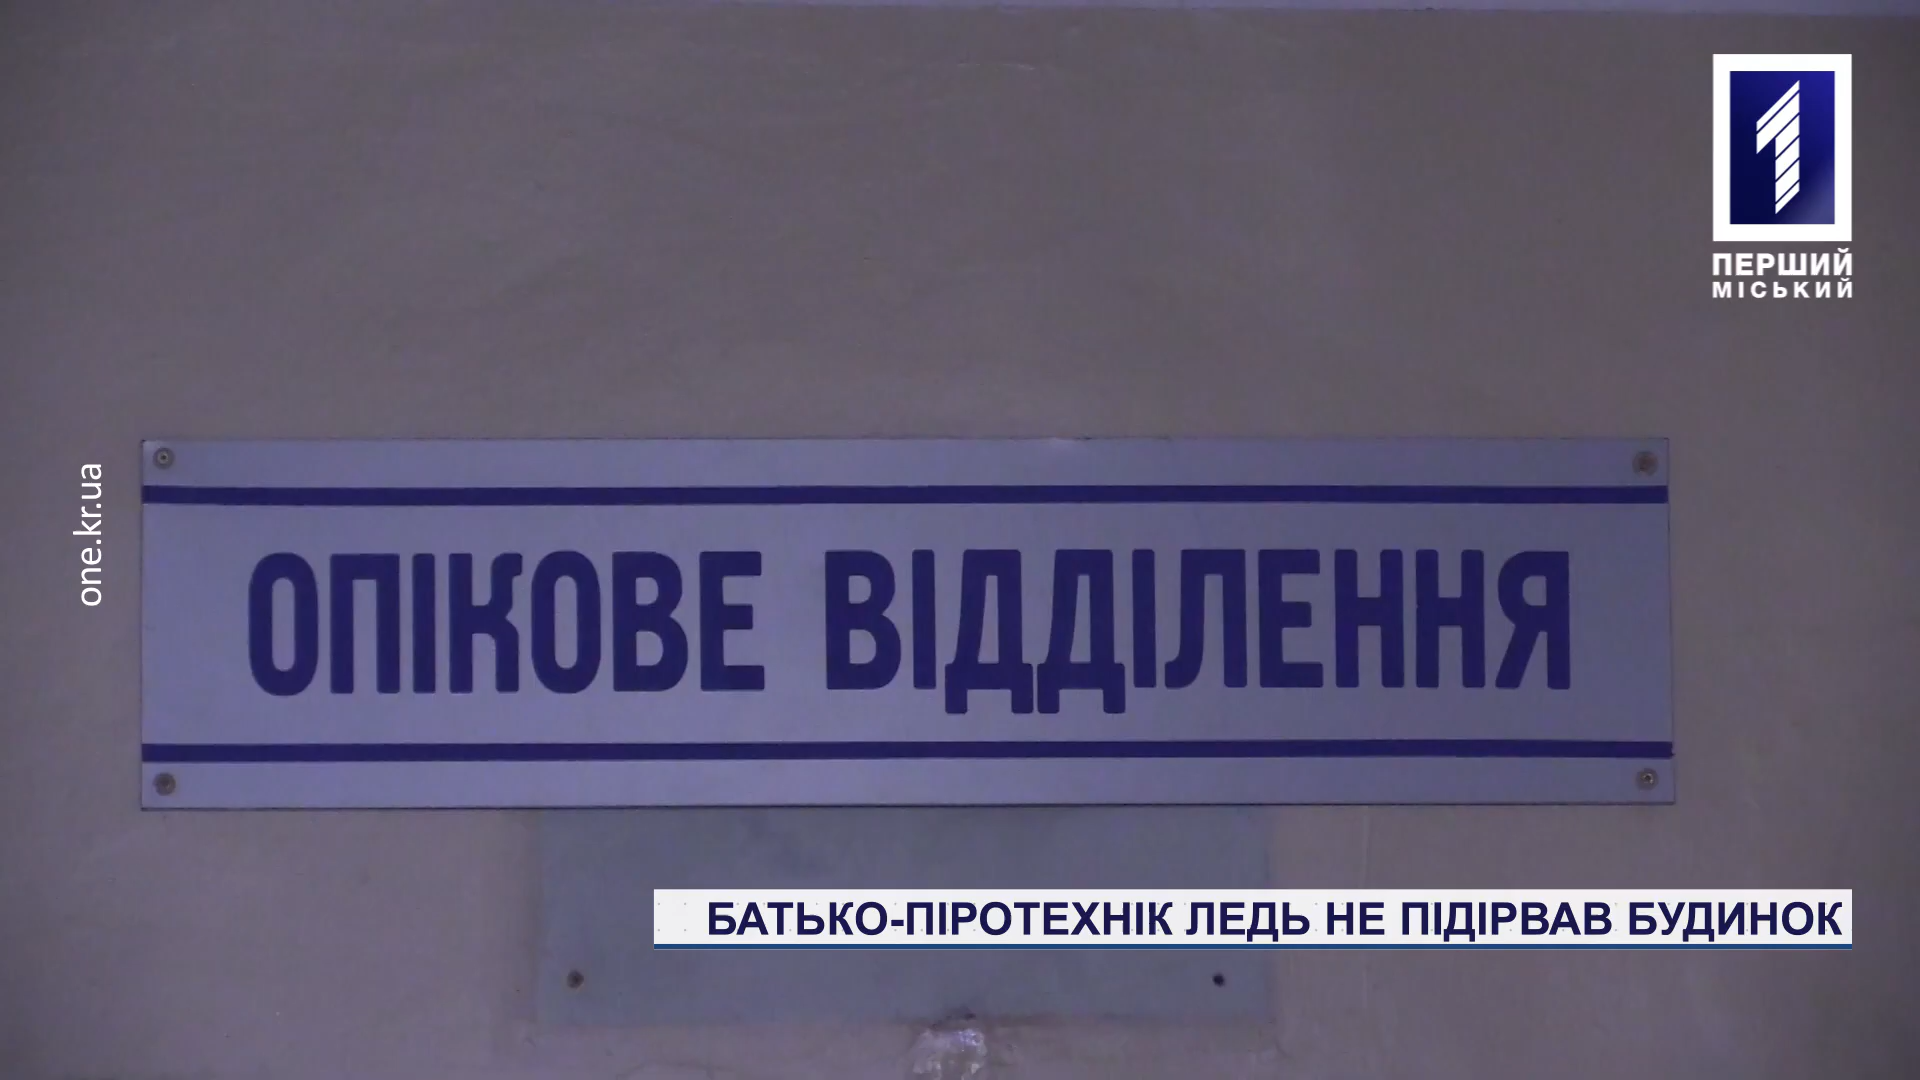 ПЕРШИЙ
МІСЬКИЙ
one.kr.ua
ОПІКОВЕ ВІДДІЛЕННЯ
БАТЬКО-ПІРОТЕХНІК ЛЕДЬ НЕ ПІДІРВАВ БУДИНОК